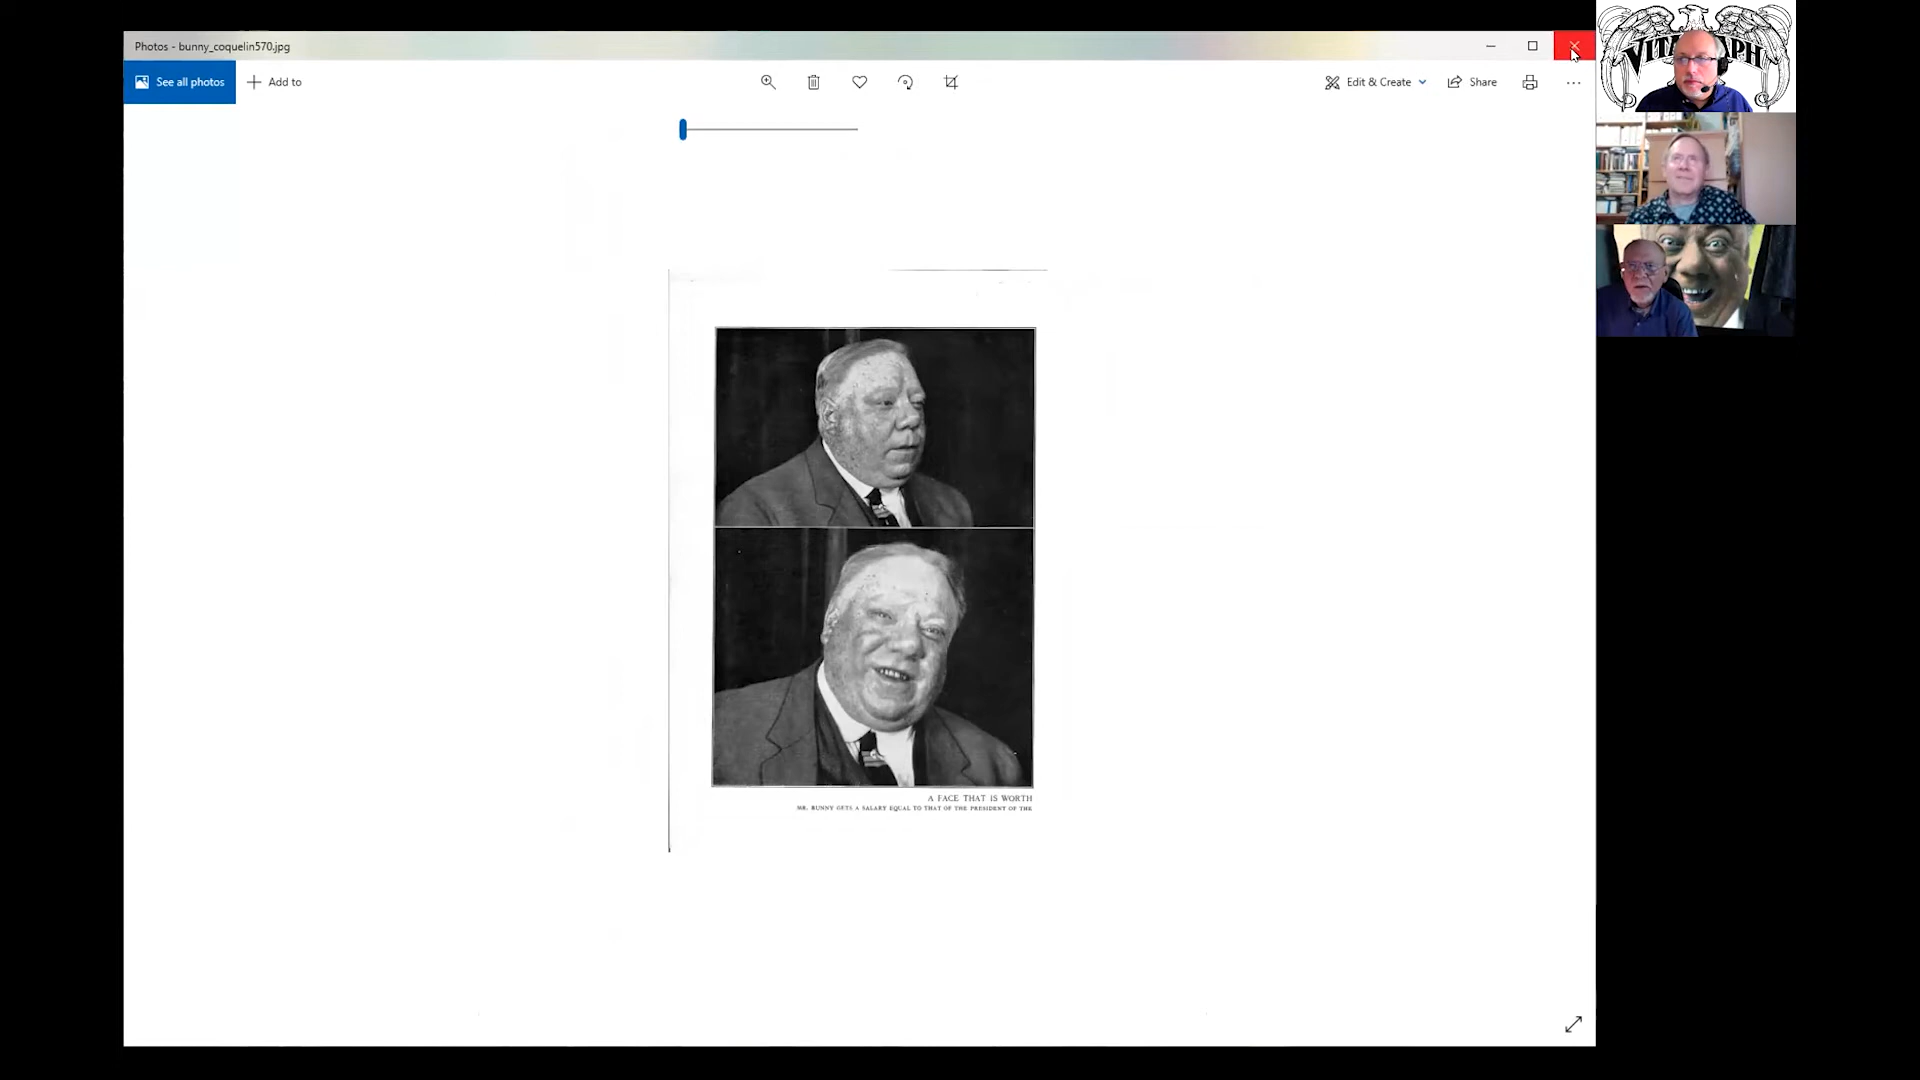 Photos - bunny_coquelin570.jpg
See all photos
Add to
Edit & Create
Share
VITAGRAPH
A FACE THAT IS WORTH
MR. BUNNY GETS A SALARY EQUAL TO THAT OF THE PRESIDENT OF THE